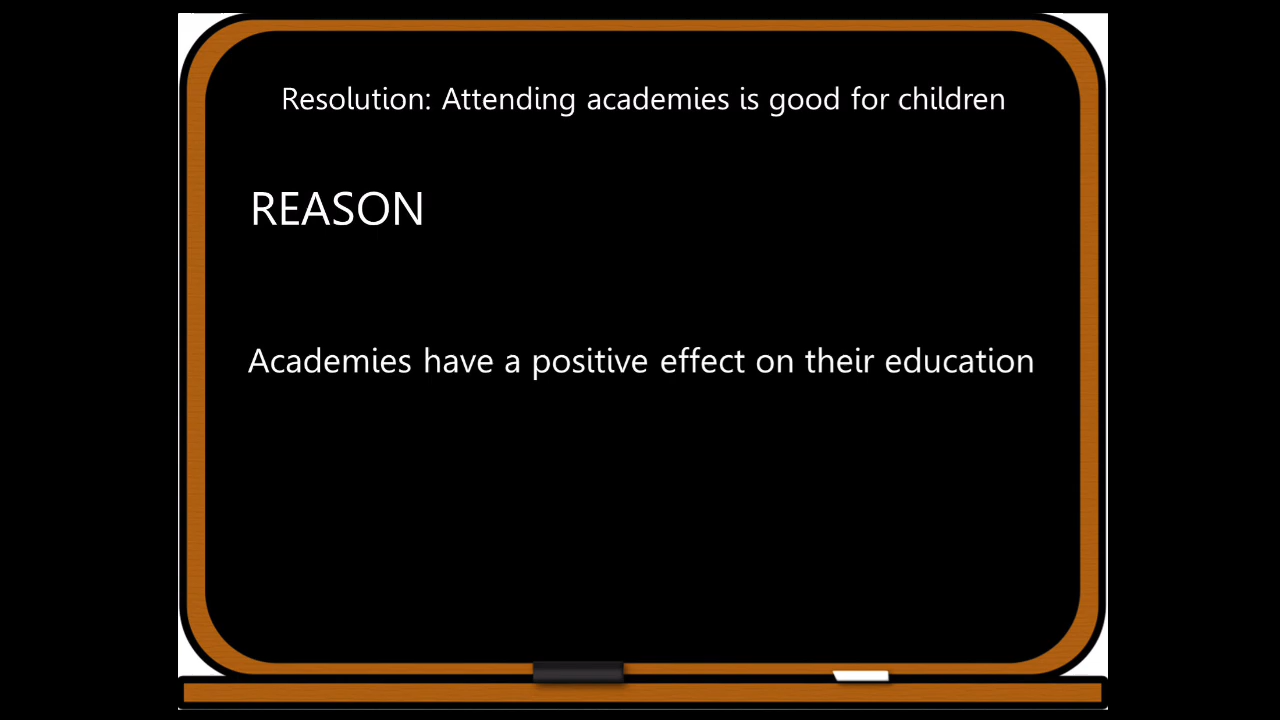 Resolution: Attending academies is good for children
REASON
Academies have a positive effect on their education